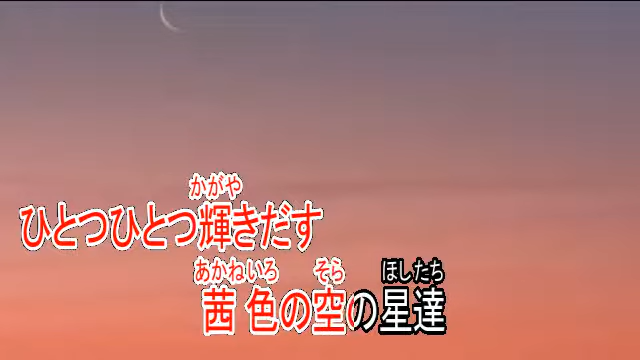 かがや
ひとつひとつ輝きだす
あかねいろ そら ほしたち
茜色の空の星達